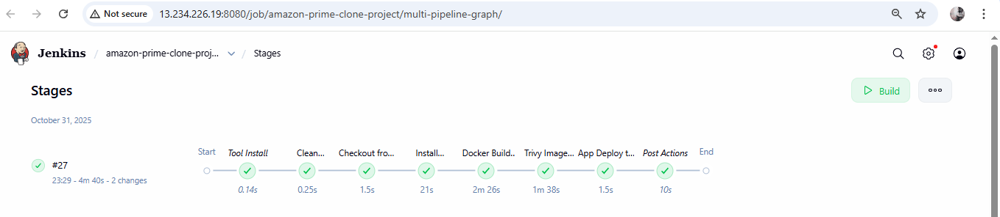 Not secure 13.234.226.19:8080/job/amazon-prime-clone-project/multi-pipeline-graph/
Jenkins / amazon-prime-clone-proj... / Stages
Stages
Build
October 31, 2025
Start Tool Install Clean... Checkout fro... Install... Docker Build.. Trivy Image... App Deploy t... Post Actions End
#27
23:29 - 4m 40s - 2 changes
0.14s 0.25s 1.5s 21s 2m 26s 1m 38s 1.5s 10s